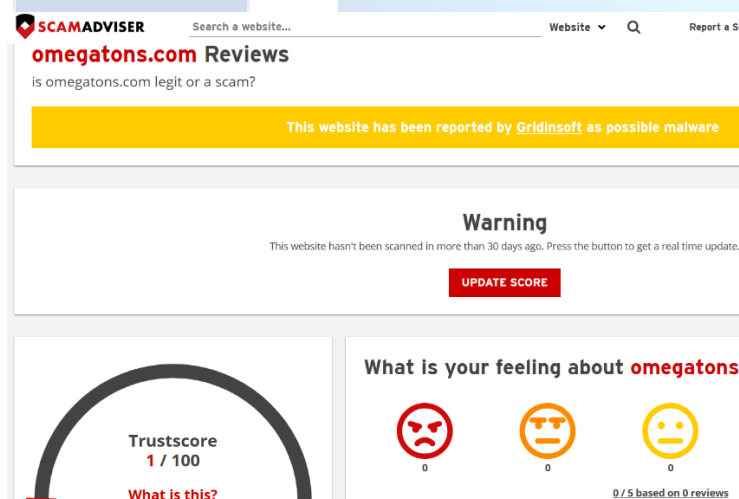 SCAMADVISER
Search a website...
Website
Report a S
omegatons.com Reviews
is omegatons.com legit or a scam?
This website has been reported by Gridinsoft as possible malware
Warning
This website hasn't been scanned in more than 30 days ago. Press the button to get a real time update.
UPDATE SCORE
What is your feeling about omegatons
Trustscore
1 / 100
What is this?
0
0
0
0 / 5 based on 0 reviews